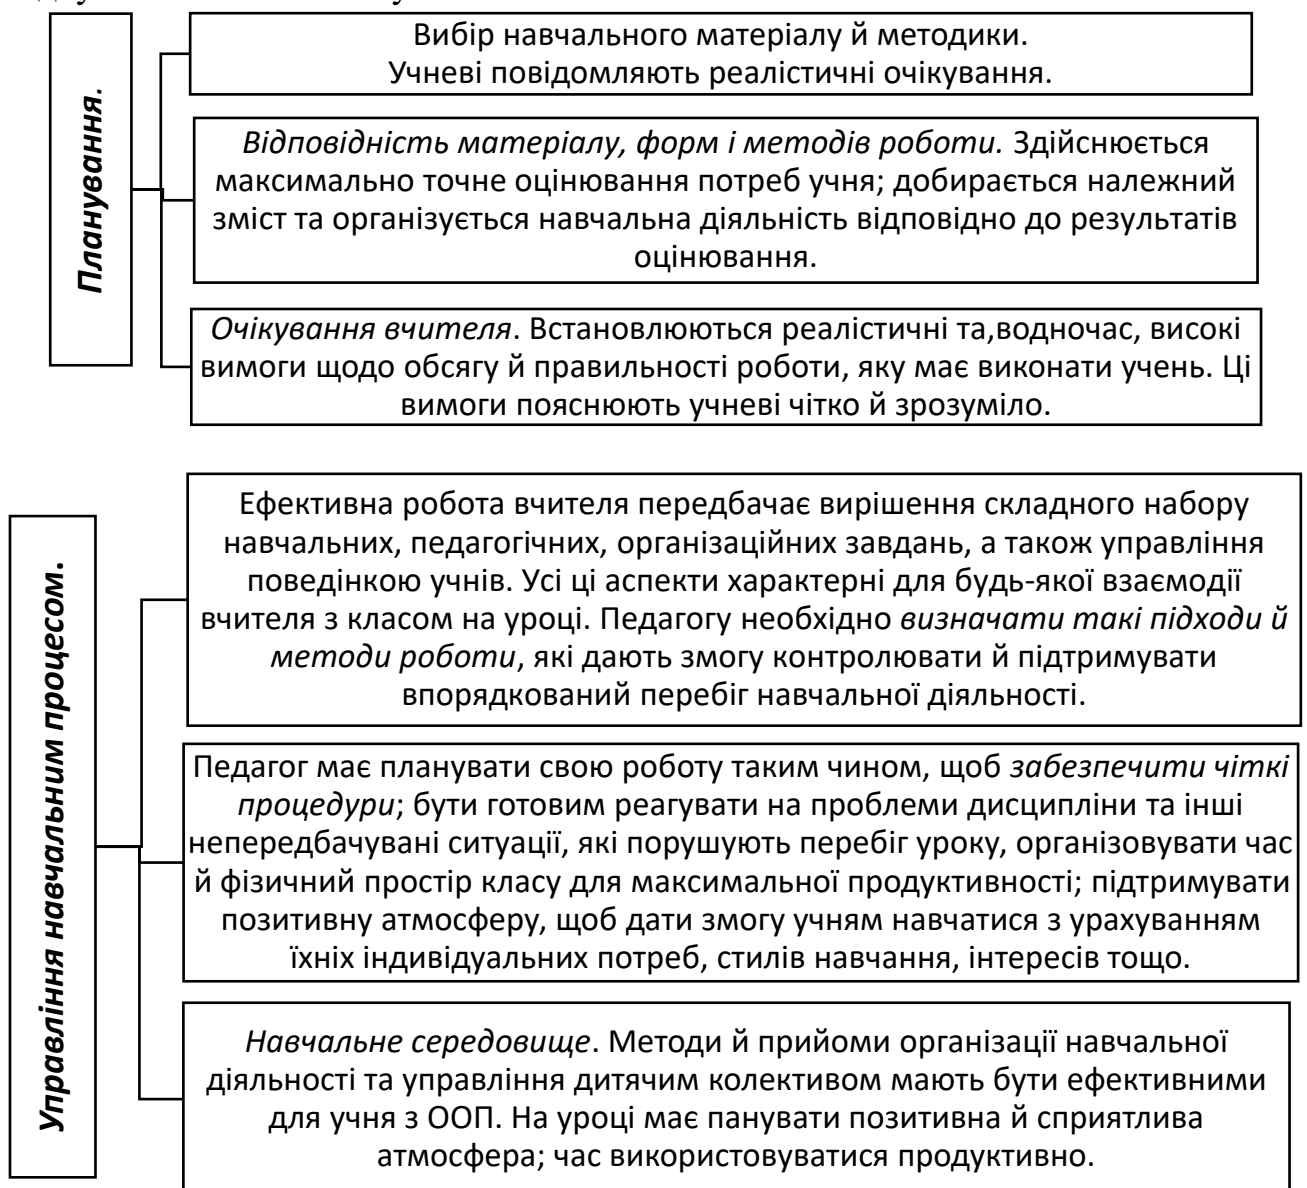 Планування.
Вибір навчального матеріалу й методики.
Учневі повідомляють реалістичні очікування.
Відповідність матеріалу, форм і методів роботи. Здійснюється
максимально точне оцінювання потреб учня; добирається належний
зміст та організується навчальна діяльність відповідно до результатів
оцінювання.
Очікування вчителя. Встановлюються реалістичні та,водночас, високі
вимоги щодо обсягу й правильності роботи, яку має виконати учень. Ці
вимоги пояснюють учневі чітко й зрозуміло.
Управління навчальним процесом.
Ефективна робота вчителя передбачає вирішення складного набору
навчальних, педагогічних, організаційних завдань, а також управління
поведінкою учнів. Усі ці аспекти характерні для будь-якої взаємодії
вчителя з класом на уроці. Педагогу необхідно визначати такі підходи й
методи роботи, які дають змогу контролювати й підтримувати
впорядкований перебіг навчальної діяльності.
Педагог має планувати свою роботу таким чином, щоб забезпечити чіткі
процедури; бути готовим реагувати на проблеми дисципліни та інші
непередбачувані ситуації, які порушують перебіг уроку, організовувати час
й фізичний простір класу для максимальної продуктивності; підтримувати
позитивну атмосферу, щоб дати змогу учням навчатися з урахуванням
їхніх індивідуальних потреб, стилів навчання, інтересів тощо.
Навчальне середовище. Методи й прийоми організації навчальної
діяльності та управління дитячим колективом мають бути ефективними
для учня з ООП. На уроці має панувати позитивна й сприятлива
атмосфера; час використовуватися продуктивно.